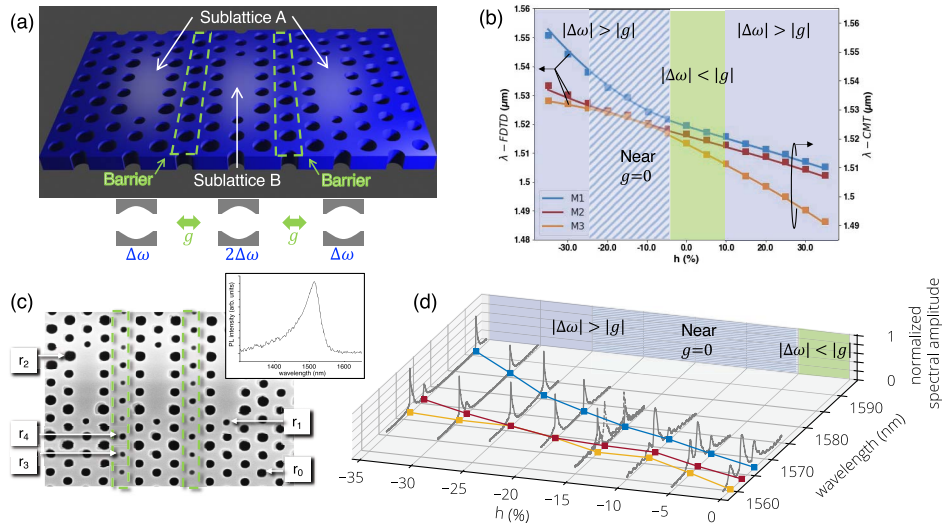 (a)
Sublattice A
Barrier
Sublattice B
Barrier
g
g
Δω
2Δω
Δω
(b)
|Δω| > |g|
|Δω| > |g|
|Δω| < |g|
Near
g=0
M1
M2
M3
λ − FDTD (μm)
1.56
1.55
1.54
1.53
1.52
1.51
1.50
1.49
1.48
λ − CMT (μm)
1.56
1.55
1.54
1.53
1.52
1.51
1.5
1.49
-30.0
-20.0
-10.0
0.0
10.0
20.0
30.0
h (%)
(c)
PL intensity (arb. units)
1400
1500
1600
wavelength (nm)
r2
r4
r3
r1
r0
(d)
|Δω| > |g|
Near
g=0
|Δω| < |g|
1
0
normalized
spectral amplitude
1590
1580
1570
1560
wavelength (nm)
−35
−30
−25
−20
−15
−10
−5
0
h (%)